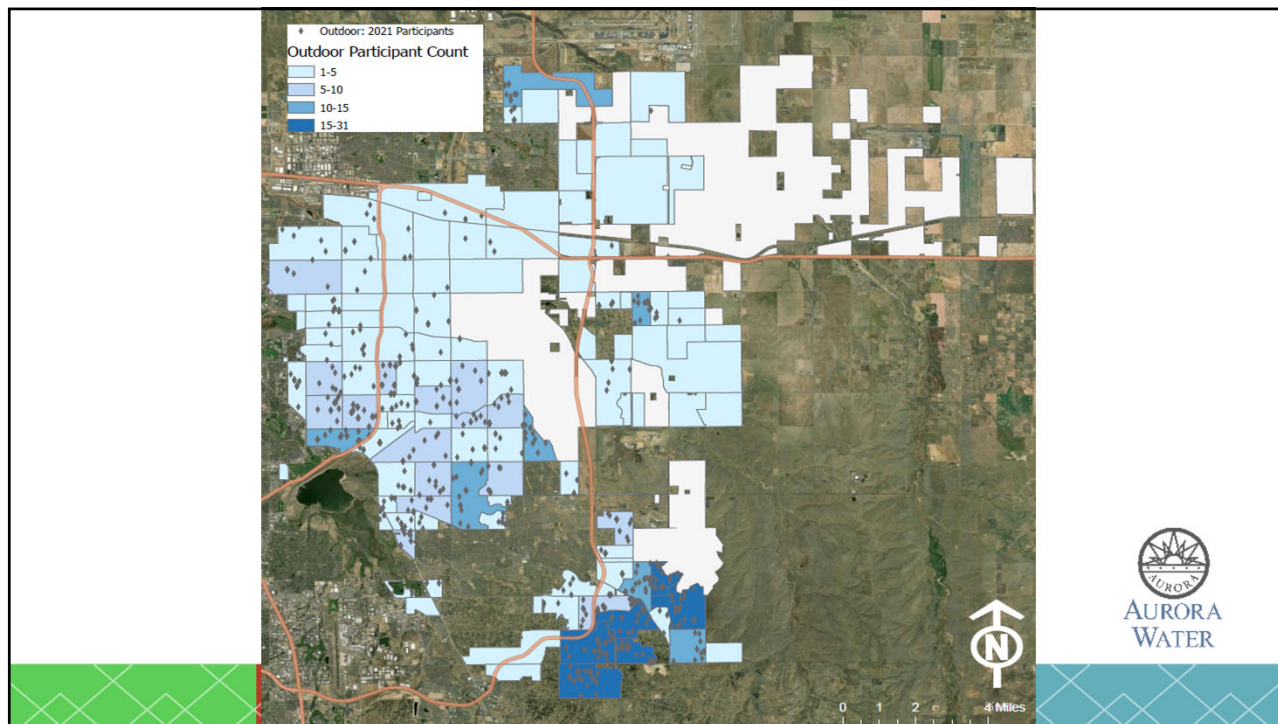 Outdoor: 2021 Participants
Outdoor Participant Count
1-5
5-10
10-15
15-31
AURORA
AURORA
WATER
N
0 1 2 4 Miles